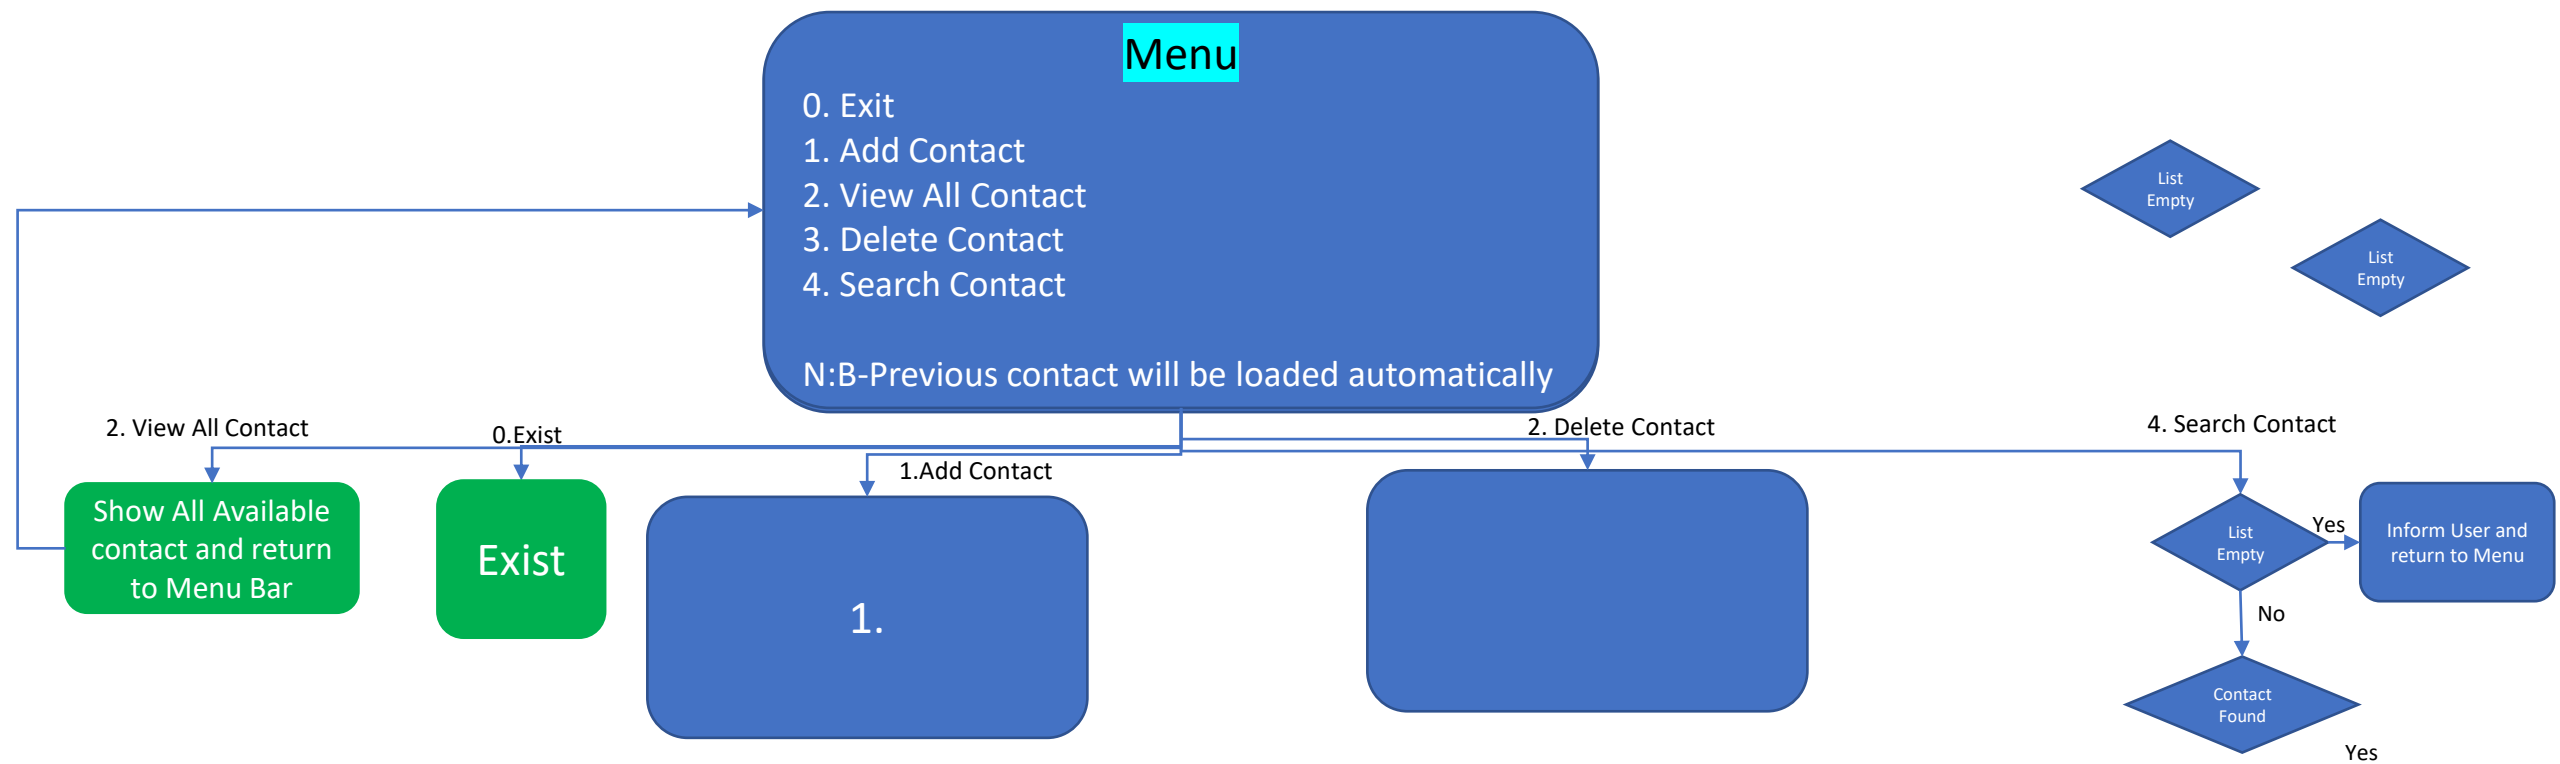 Menu
0. Exit
1. Add Contact
2. View All Contact
3. Delete Contact
4. Search Contact
N:B-Previous contact will be loaded automatically
List
Empty
List
Empty
2. View All Contact
0.Exist
1.Add Contact
2. Delete Contact
4. Search Contact
Show All Available
contact and return
to Menu Bar
Exist
1.
List
Empty
Yes
Inform User and
return to Menu
No
Contact
Found
Yes